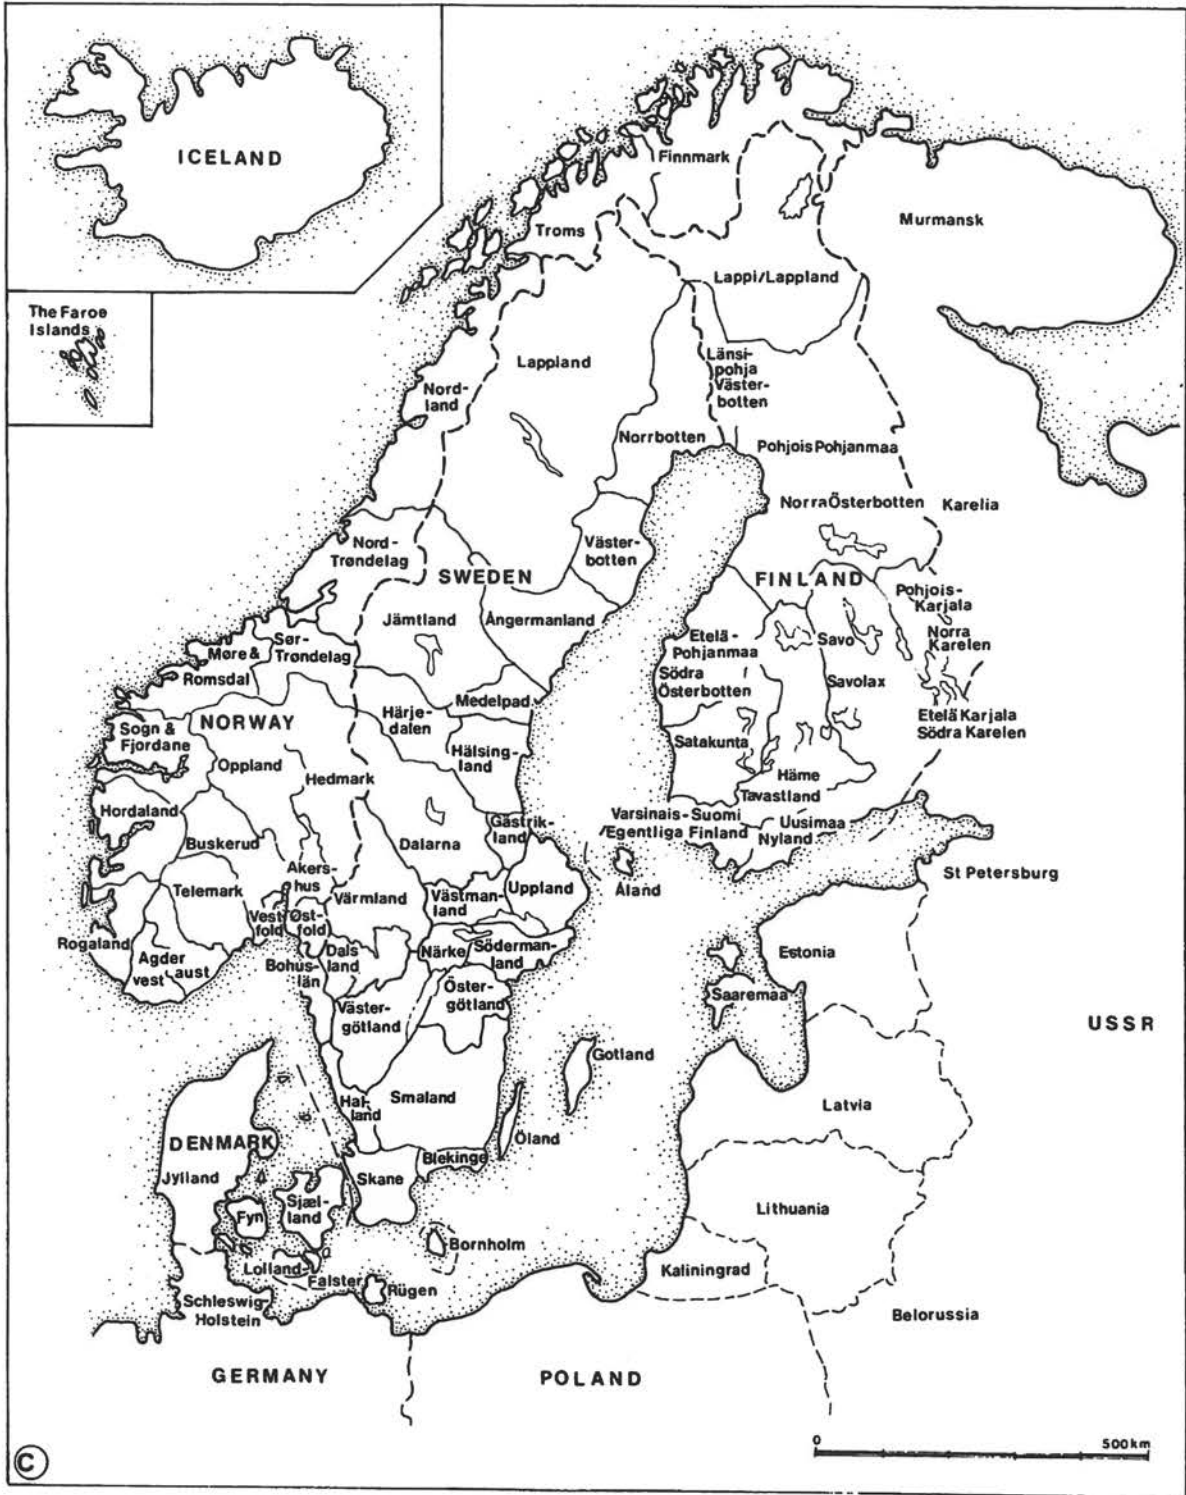 ICELAND
The Faroe
Islands
Finnmark
Troms
Murmansk
Lappi/Lappland
Lappland
Länsi-
pohja
Väster-
botten
Nord-
land
Norrbotten
Pohjois Pohjanmaa
Norra Österbotten
Karelia
Nord-
Trøndelag
Väster-
botten
SWEDEN
FINLAND
Pohjois-
Karjala
Jämtland
Ångermanland
Norra
Karelen
Etelä-
Pohjanmaa
Savo
Møre &
Romsdal
Sør-
Trøndelag
Södra
Österbotten
Savolax
Medelpad
Härje-
dalen
NORWAY
Sogn &
Fjordane
Etelä Karjala
Södra Karelen
Satakunta
Hälsing-
land
Oppland
Hedmark
Häme
Tavastland
Hordaland
Gästrik-
land
Varsinais-Suomi
/Egentliga Finland
Uusimaa
Nyland
Buskerud
Dalarna
Akers-
hus
St Petersburg
Telemark
Värmland
Västman-
land
Uppland
Åland
Vest
fold
Øst-
fold
Rogaland
Agder
vest
aust
Dals
land
Närke
Söderman-
land
Bohus-
län
Estonia
Öster-
götland
Saaremaa
Väster-
götland
USSR
Gotland
Hal-
land
Smaland
Latvia
DENMARK
Öland
Blekinge
Jylland
Skane
Sjæl-
land
Fyn
Lithuania
Bornholm
Lolland-
Falster
Rügen
Kaliningrad
Schleswig-
Holstein
Belorussia
GERMANY
POLAND
0
500km
C